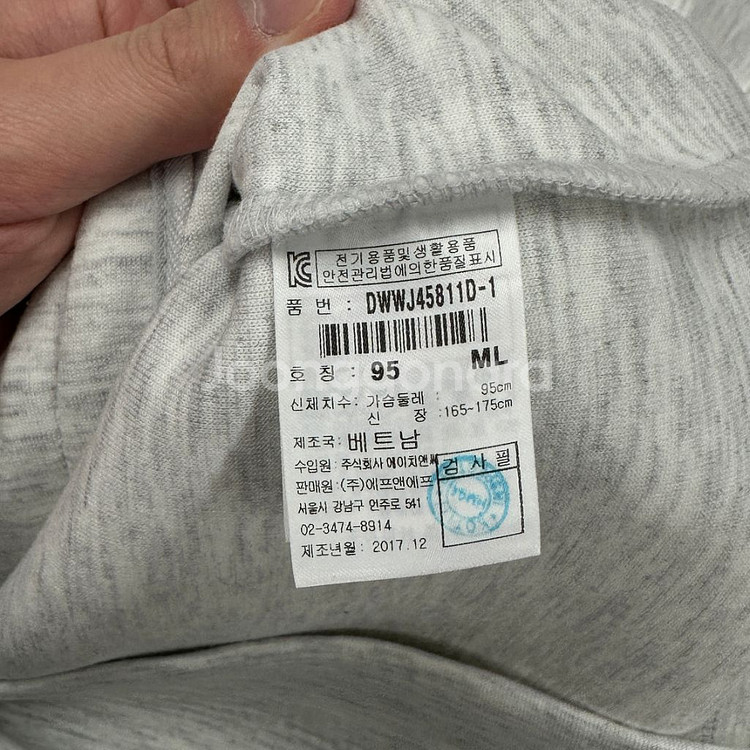 전기용품및생활용품
안전관리법에의한품질표시
품 번 : DWWJ45811D-1
호 칭 : 95 ML
신체치수: 가슴둘레 : 95cm
신 장 :165~175cm
제조국: 베트남
수입원: 주식회사 에이치앤씨
판매원: (주)에프앤에프
서울시 강남구 언주로 541
02-3474-8914
제조년월 : 2017.12
검 사 필